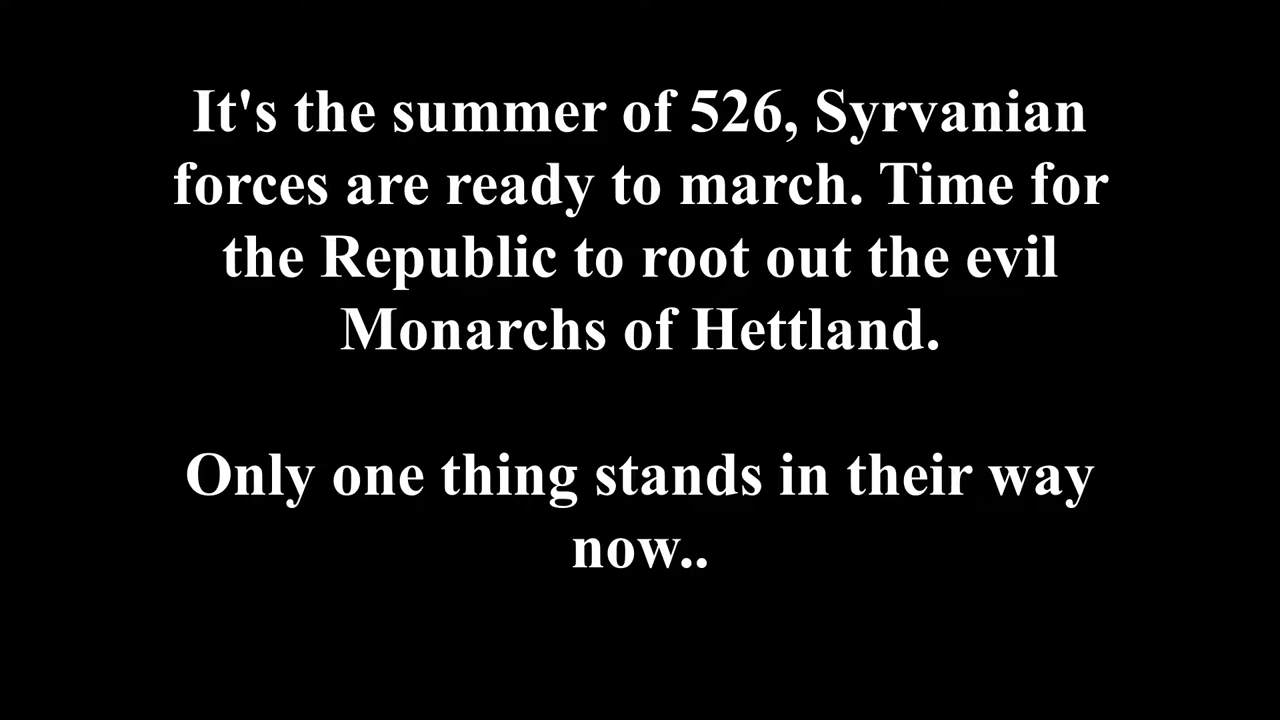 It's the summer of 526, Syrvanian
forces are ready to march. Time for
the Republic to root out the evil
Monarchs of Hettland.
Only one thing stands in their way
now..